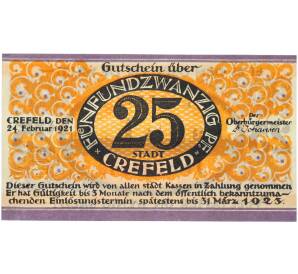 Gutschein über
FÜNFUNDZWANZIG PF.
CREFELD, DEN
24. Februar 1921
25
STADT
CREFELD
Der
Oberbürgermeister
Johansen
Dieser Gutschein wird von allen städt. Kassen in Zahlung genommen.
Er hat Gültigkeit bis 3 Monate nach dem öffentlich bekanntzuma-
chenden Einlösungstermin, spätestens bis 31. März 1923.